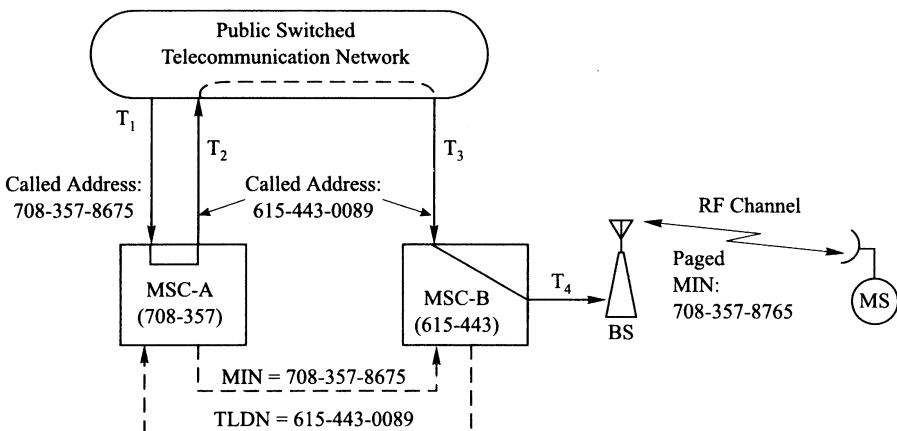 Public Switched
Telecommunication Network
T1
T2
T3
Called Address:
708-357-8675
Called Address:
615-443-0089
RF Channel
Paged
MIN:
708-357-8765
MS
MSC-A
(708-357)
MSC-B
(615-443)
T4
BS
MIN = 708-357-8675
TLDN = 615-443-0089